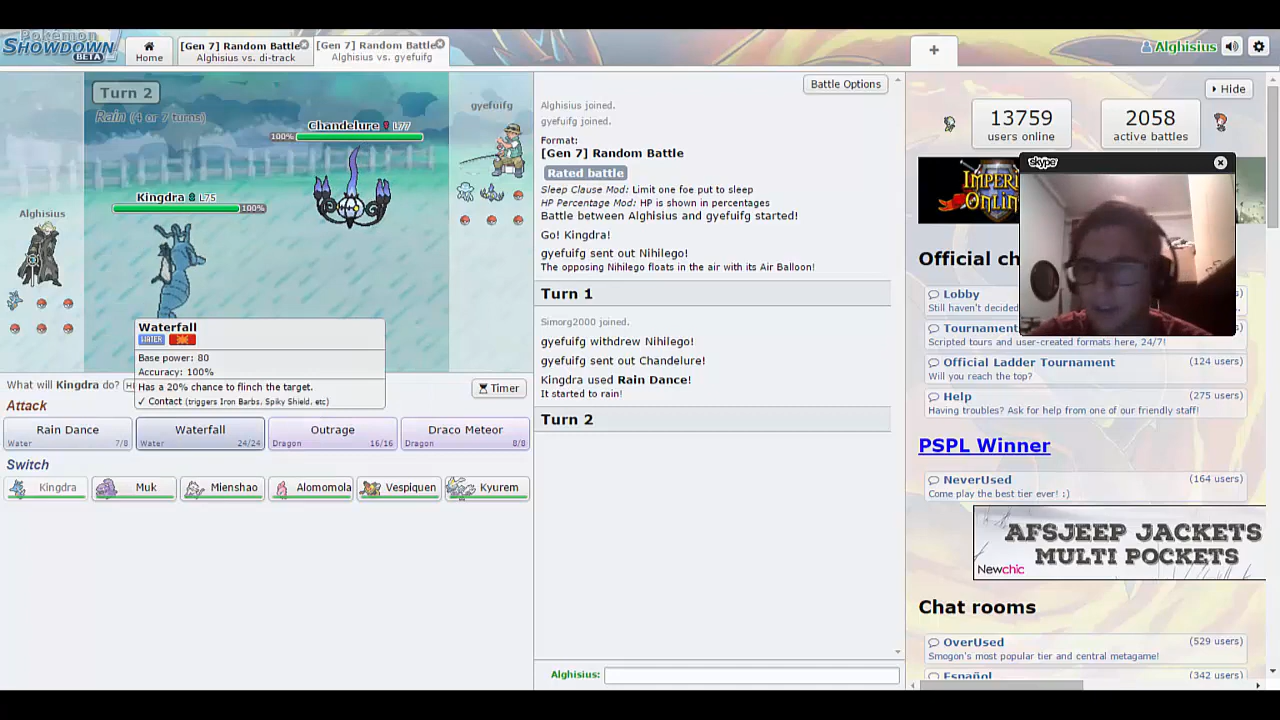 Pokémon
SHOWDOWN
BETA
Home
[Gen 7] Random Battle
Alghisius vs. di-track
[Gen 7] Random Battle
Alghisius vs. gyefuifg
+
Alghisius
Turn 2
Rain (4 or 7 turns)
Chandelure L77
100%
Kingdra L75
100%
Alghisius
gyefuifg
Waterfall
WATER
Base power: 80
Accuracy: 100%
Has a 20% chance to flinch the target.
✓ Contact (triggers Iron Barbs, Spiky Shield, etc)
What will Kingdra do?
Timer
Attack
Rain Dance
Water 7/8
Waterfall
Water 24/24
Outrage
Dragon 16/16
Draco Meteor
Dragon 8/8
Switch
Kingdra
Muk
Mienshao
Alomomola
Vespiquen
Kyurem
Battle Options
Alghisius joined.
gyefuifg joined.
Format:
[Gen 7] Random Battle
Rated battle
Sleep Clause Mod: Limit one foe put to sleep
HP Percentage Mod: HP is shown in percentages
Battle between Alghisius and gyefuifg started!
Go! Kingdra!
gyefuifg sent out Nihilego!
The opposing Nihilego floats in the air with its Air Balloon!
Turn 1
Simorg2000 joined.
gyefuifg withdrew Nihilego!
gyefuifg sent out Chandelure!
Kingdra used Rain Dance!
It started to rain!
Turn 2
Alghisius:
Hide
13759
users online
2058
active battles
skype
IMPERI
ONLIN
Official ch
Lobby
Still haven't decided
Tournament
Three rooms and user-created formats here, 24/7!
Official Ladder Tournament (124 users)
Will you reach the top?
Help (275 users)
Having troubles? Ask for help from one of our friendly staff!
PSPL Winner
NeverUsed (164 users)
Come play the best tier ever! :)
AFSJEEP JACKETS
MULTI POCKETS
Newchic
Chat rooms
OverUsed (529 users)
Smogon's most popular tier and central metagame!
Español (342 users)